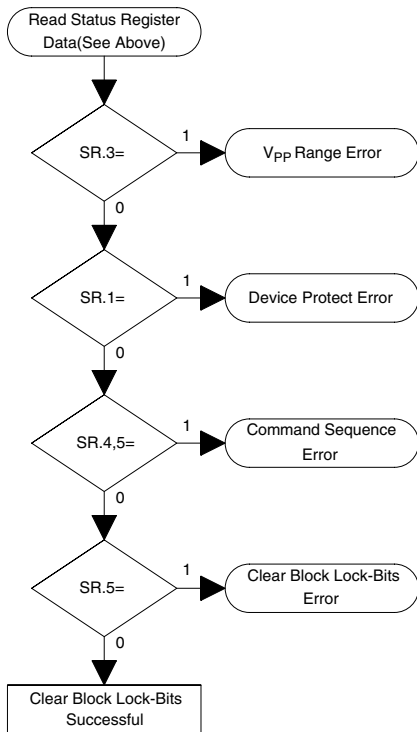 Read Status Register
Data(See Above)
SR.3=
1
VPP Range Error
0
SR.1=
1
Device Protect Error
0
SR.4,5=
1
Command Sequence
Error
0
SR.5=
1
Clear Block Lock-Bits
Error
0
Clear Block Lock-Bits
Successful